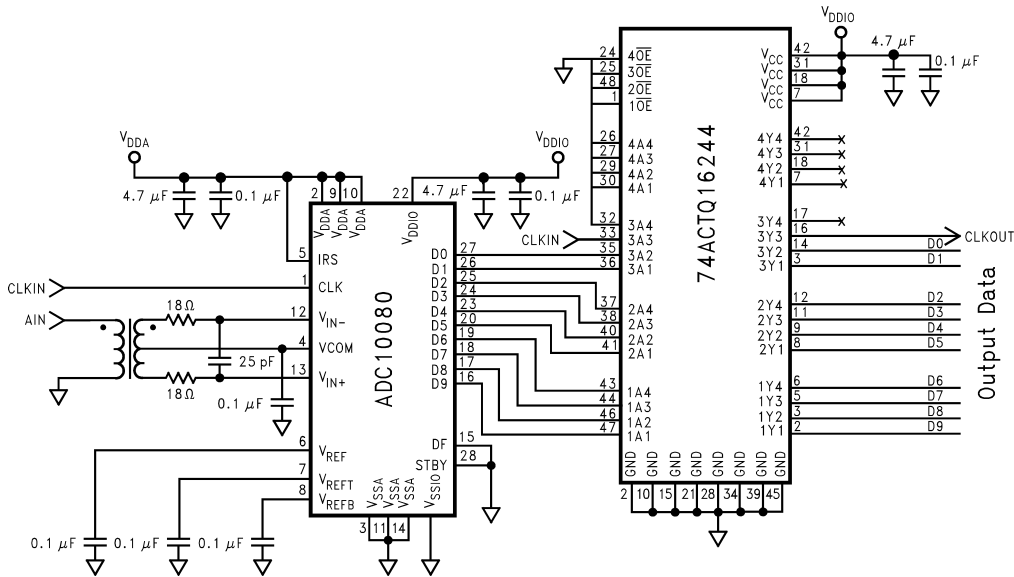 VDDIO
4.7 µF
0.1 µF
24 4OE
25 3OE
48 2OE
1 1OE
VCC 42
VCC 31
VCC 18
VCC 7
26 4A4
27 4A3
29 4A2
30 4A1
4Y4 42
4Y3 31
4Y2 18
4Y1 7
VDDA
4.7 µF
0.1 µF
2 9 10
VDDA VDDA VDDA
22
VDDIO
VDDIO
4.7 µF
0.1 µF
74ACTQ16244
32 3A4
CLKIN 33 3A3
35 3A2
36 3A1
3Y4 17
3Y3 16 CLKOUT
3Y2 14 D0
3Y1 3 D1
5 IRS
CLKIN 1 CLK
AIN
18Ω
12 VIN-
4 VCOM
25 pF
13 VIN+
18Ω
0.1 µF
ADC10080
D0 27
D1 26
D2 25
D3 24
D4 23
D5 20
D6 19
D7 18
D8 17
D9 16
37 2A4
38 2A3
40 2A2
41 2A1
2Y4 12 D2
2Y3 11 D3
2Y2 9 D4
2Y1 8 D5
Output Data
43 1A4
44 1A3
46 1A2
47 1A1
1Y4 6 D6
1Y3 5 D7
1Y2 3 D8
1Y1 2 D9
DF 15
STBY 28
6 VREF
7 VREFT
8 VREFB
VSSA VSSA VSSA VSSIO
3 11 14
GND GND GND GND GND GND GND GND
2 10 15 21 28 34 39 45
0.1 µF 0.1 µF 0.1 µF